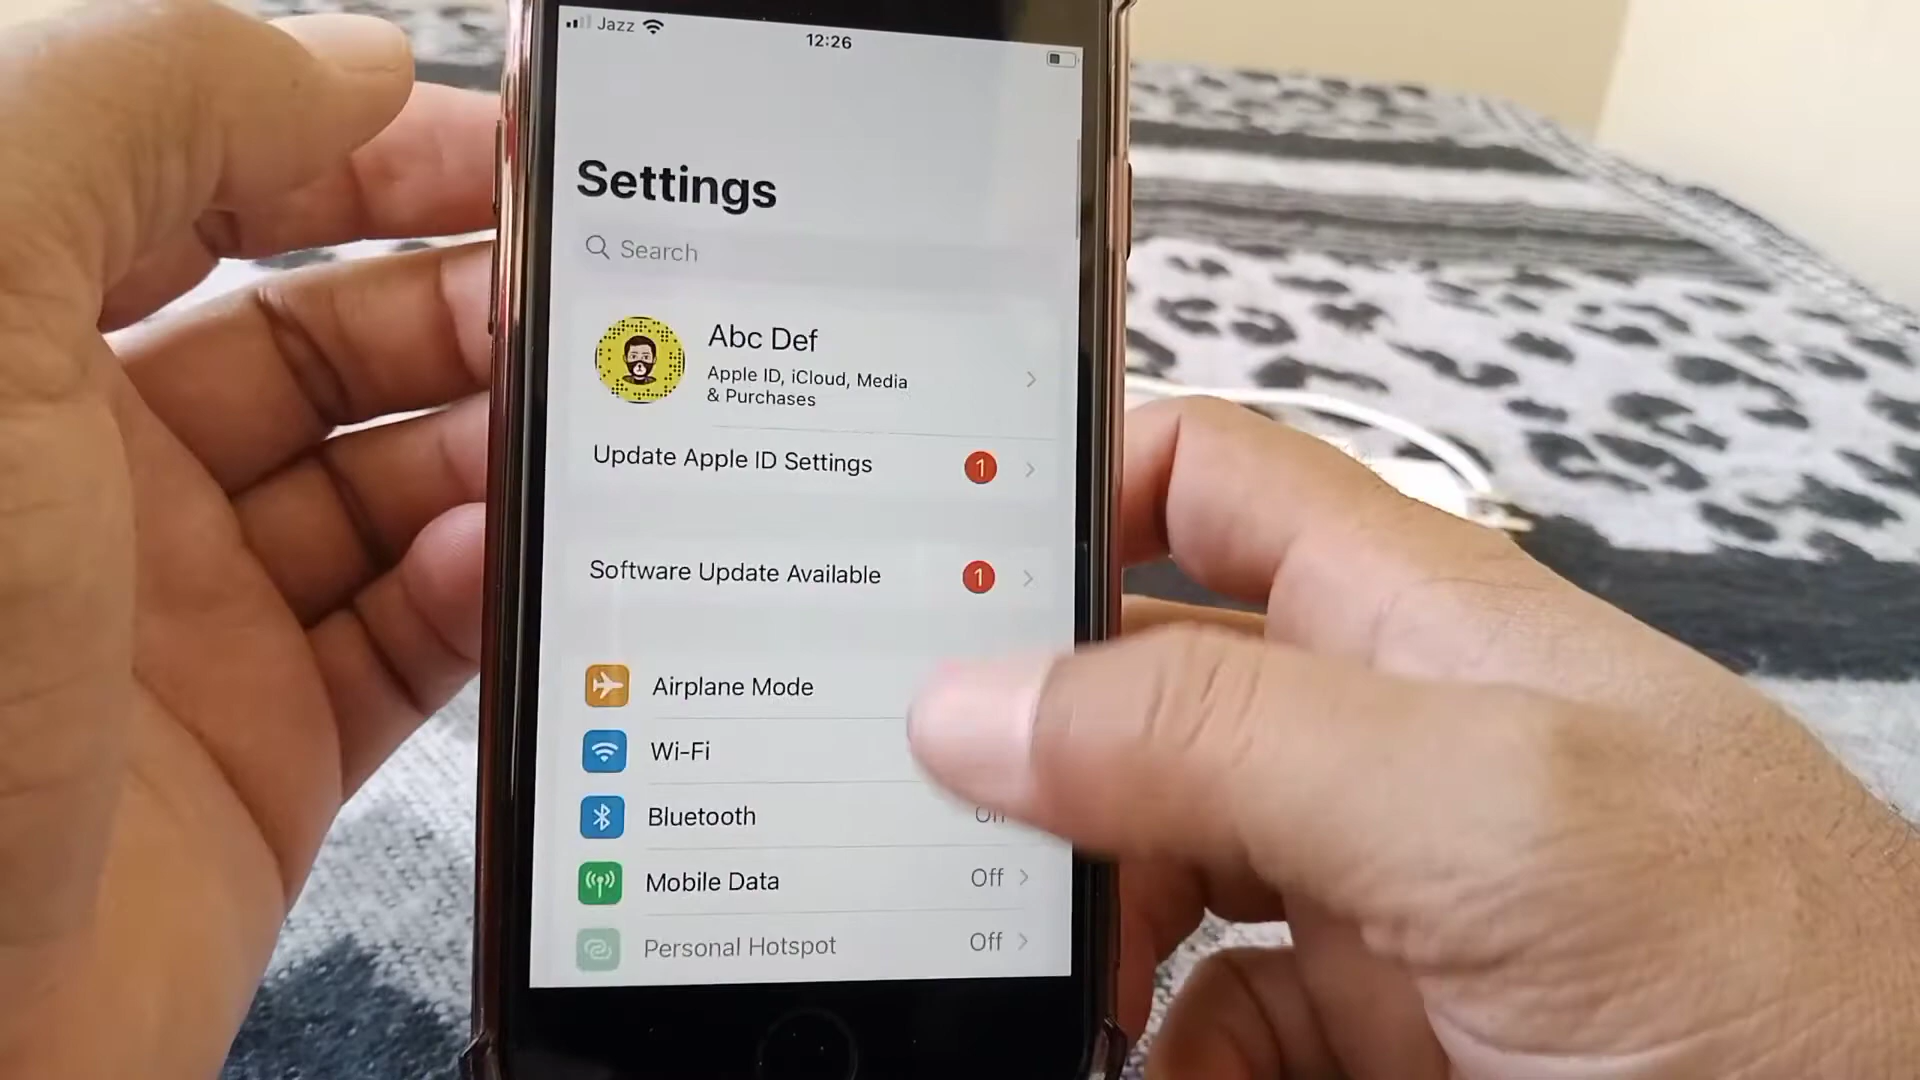 Jazz
12:26
Settings
Search
Abc Def
Apple ID, iCloud, Media
& Purchases
Update Apple ID Settings 1
Software Update Available 1
Airplane Mode
Wi-Fi
Bluetooth
Mobile Data Off
Personal Hotspot Off